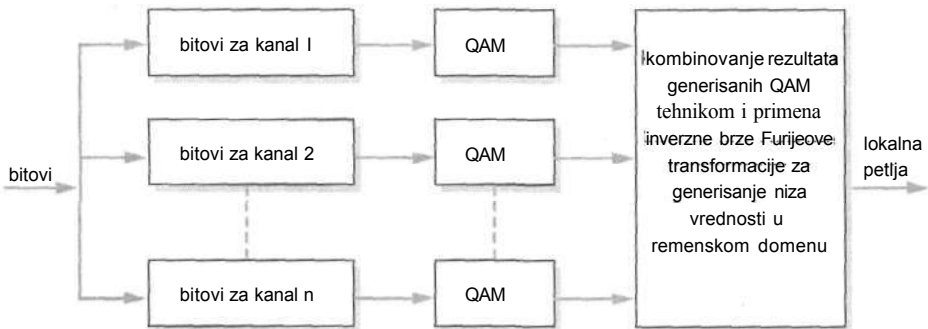 bitovi
bitovi za kanal I
QAM
bitovi za kanal 2
QAM
bitovi za kanal n
QAM
kombinovanje rezultata
generisanih QAM
tehnikom i primena
inverzne brze Furijeove
transformacije za
generisanje niza
vrednosti u
remenskom domenu
lokalna
petlja